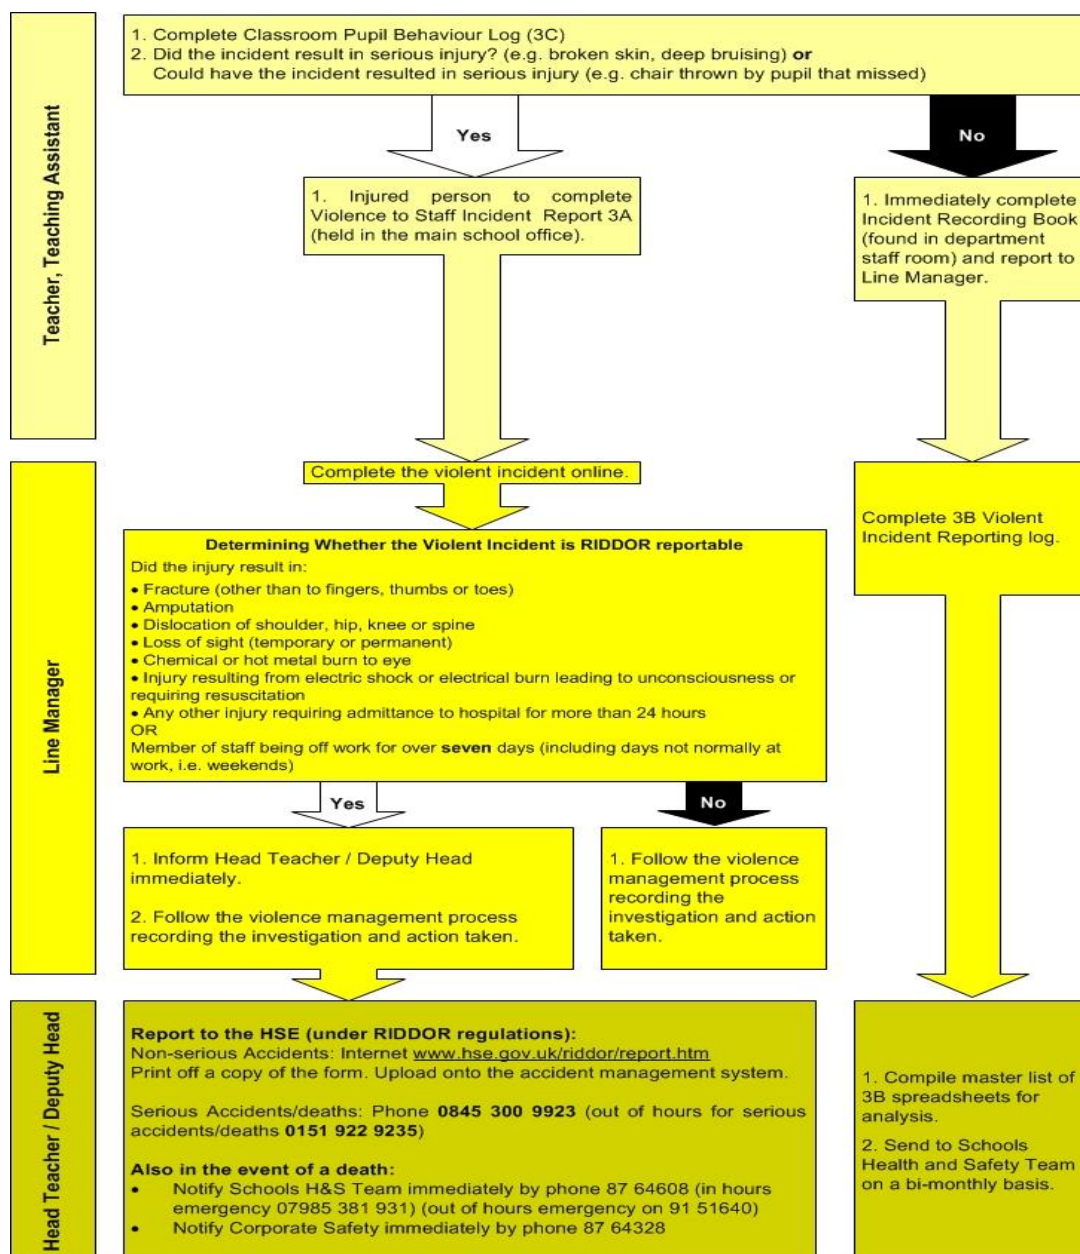 Teacher, Teaching Assistant
1. Complete Classroom Pupil Behaviour Log (3C)
2. Did the incident result in serious injury? (e.g. broken skin, deep bruising) or
Could have the incident resulted in serious injury (e.g. chair thrown by pupil that missed)
Yes
No
1. Injured person to complete
Violence to Staff Incident Report 3A
(held in the main school office).
1. Immediately complete
Incident Recording Book
(found in department
staff room) and report to
Line Manager.
Line Manager
Complete the violent incident online.
Determining Whether the Violent Incident is RIDDOR reportable
Did the injury result in:
• Fracture (other than to fingers, thumbs or toes)
• Amputation
• Dislocation of shoulder, hip, knee or spine
• Loss of sight (temporary or permanent)
• Chemical or hot metal burn to eye
• Injury resulting from electric shock or electrical burn leading to unconsciousness or
requiring resuscitation
• Any other injury requiring admittance to hospital for more than 24 hours
OR
Member of staff being off work for over seven days (including days not normally at
work, i.e. weekends)
Complete 3B Violent
Incident Reporting log.
Yes
No
1. Inform Head Teacher / Deputy Head
immediately.
2. Follow the violence management process
recording the investigation and action taken.
1. Follow the violence
management process
recording the
investigation and action
taken.
Head Teacher / Deputy Head
Report to the HSE (under RIDDOR regulations):
Non-serious Accidents: Internet www.hse.gov.uk/riddor/report.htm
Print off a copy of the form. Upload onto the accident management system.
Serious Accidents/deaths: Phone 0845 300 9923 (out of hours for serious
accidents/deaths 0151 922 9235)
Also in the event of a death:
• Notify Schools H&S Team immediately by phone 87 64608 (in hours
emergency 07985 381 931) (out of hours emergency on 91 51640)
• Notify Corporate Safety immediately by phone 87 64328
1. Compile master list of
3B spreadsheets for
analysis.
2. Send to Schools
Health and Safety Team
on a bi-monthly basis.